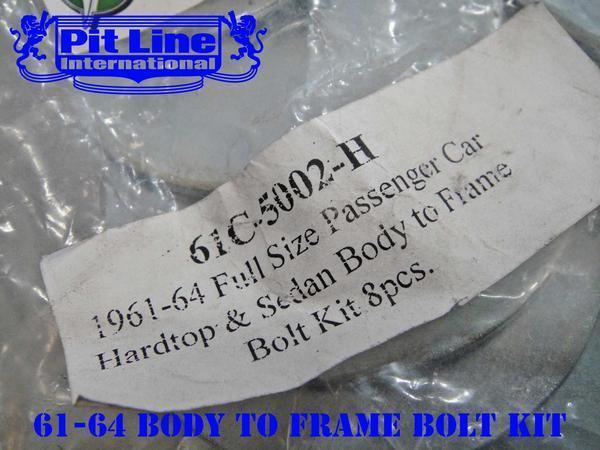 Pit Line
International
61C-5002-H
1961-64 Full Size Passenger Car
Hardtop & Sedan Body to Frame
Bolt Kit 8pcs.
61-64 BODY TO FRAME BOLT KIT